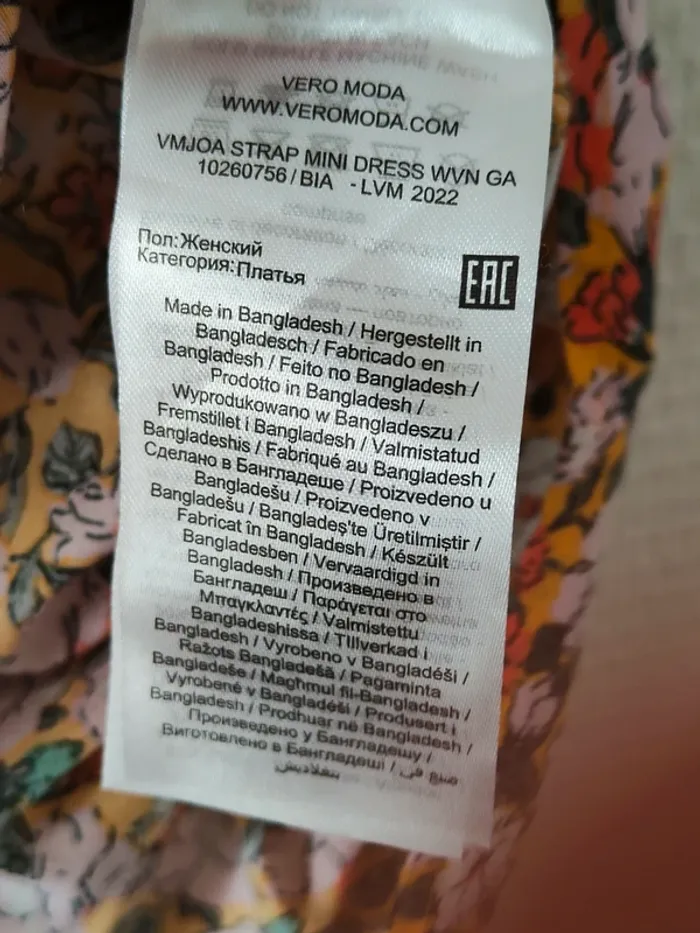 VERO MODA
WWW.VEROMODA.COM
VMJOA STRAP MINI DRESS WVN GA
10260756 / BIA - LVM 2022
Пол:Женский
Категория:Платья
EAC
Made in Bangladesh / Hergestellt in
Bangladesch / Fabricado en
Bangladesh / Feito no Bangladesh /
Prodotto in Bangladesh /
Wyprodukowano w Bangladeszu /
Fremstillet i Bangladesh / Valmistatud
Bangladeshis / Fabriqué au Bangladesh /
Сделано в Бангладеше / Proizvedeno u
Bangladešu / Proizvedeno v
Bangladešu / Bangladeş'te Üretilmiştir /
Fabricat în Bangladesh / Készült
Bangladesben / Vervaardigd in
Bangladesh / Произведено в
Бангладеш / Παράγεται στο
Μπαγκλαντές / Valmistettu
Bangladeshissa / Tillverkad i
Bangladesh / Vyrobeno v Bangladéši /
Ražots Bangladešā / Pagaminta
Bangladeše / Magħmul fil-Bangladesh /
Vyrobené v Bangladéši / Produsert i
Bangladesh / Prodhuar në Bangladesh /
Произведено у Бангладешу /
Виготовлено в Бангладеші / صنع في
بنغلاديش